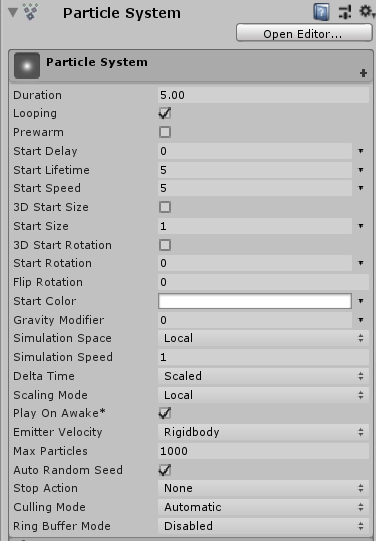 Particle System
Open Editor...
Particle System
Duration 5.00
Looping
Prewarm
Start Delay 0
Start Lifetime 5
Start Speed 5
3D Start Size
Start Size 1
3D Start Rotation
Start Rotation 0
Flip Rotation 0
Start Color
Gravity Modifier 0
Simulation Space Local
Simulation Speed 1
Delta Time Scaled
Scaling Mode Local
Play On Awake*
Emitter Velocity Rigidbody
Max Particles 1000
Auto Random Seed
Stop Action None
Culling Mode Automatic
Ring Buffer Mode Disabled